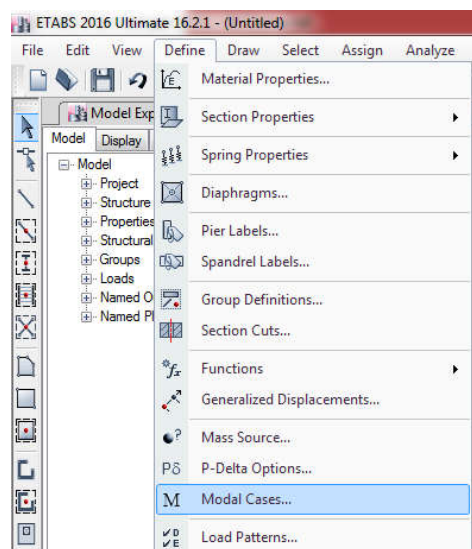 ETABS 2016 Ultimate 16.2.1 - (Untitled)
File Edit View Define Draw Select Assign Analyze
Material Properties...
Model Exp
Section Properties
Model Display
Spring Properties
Model
Project
Structure
Diaphragms...
Properties
Structural
Pier Labels...
Groups
Spandrel Labels...
Loads
Named O
Group Definitions...
Named Pl
Section Cuts...
Functions
Generalized Displacements...
Mass Source...
Pδ P-Delta Options...
M Modal Cases...
Load Patterns...